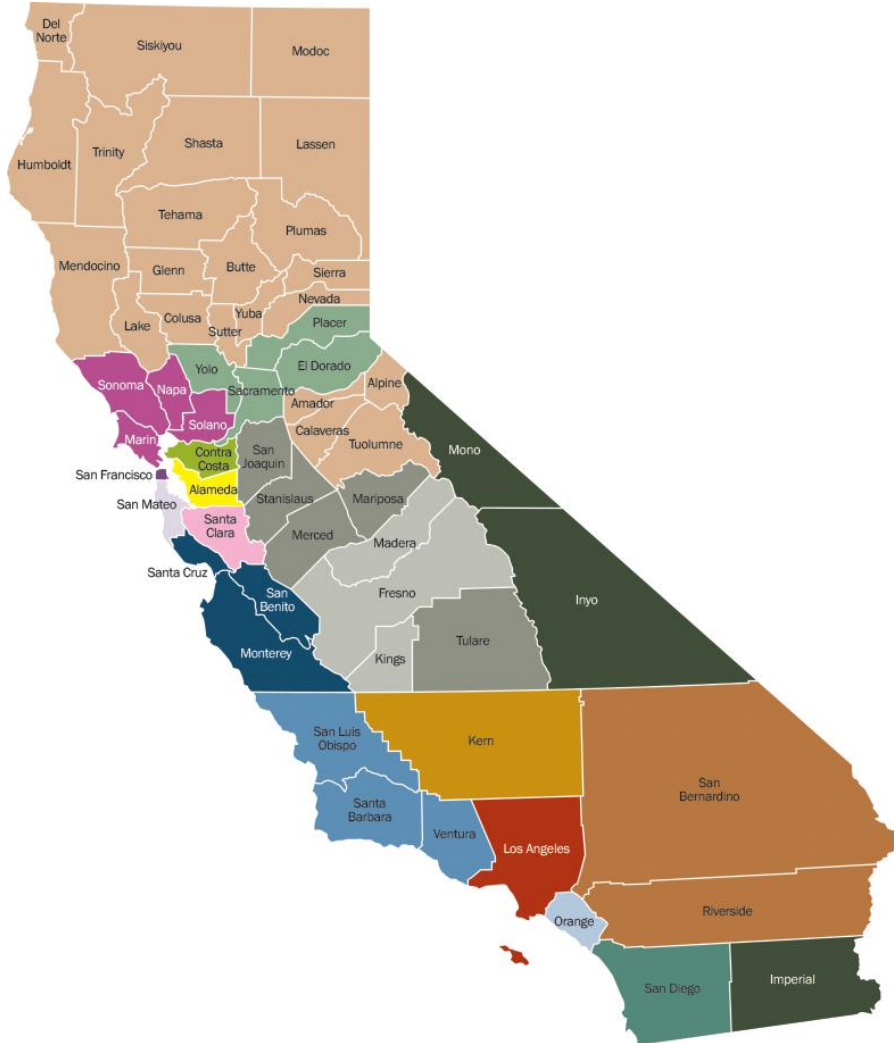 Del
Norte
Siskiyou
Modoc
Humboldt
Trinity
Shasta
Lassen
Tehama
Plumas
Mendocino
Glenn
Butte
Sierra
Nevada
Lake
Colusa
Sutter
Yuba
Placer
Yolo
El Dorado
Sonoma
Napa
Sacramento
Alpine
Amador
Solano
Marin
Calaveras
Tuolumne
Mono
Contra
Costa
San
Joaquin
San Francisco
Alameda
Stanislaus
Mariposa
San Mateo
Santa
Clara
Merced
Madera
Santa Cruz
San
Benito
Fresno
Inyo
Monterey
Kings
Tulare
San Luis
Obispo
Kern
San
Bernardino
Santa
Barbara
Ventura
Los Angeles
Orange
Riverside
San Diego
Imperial